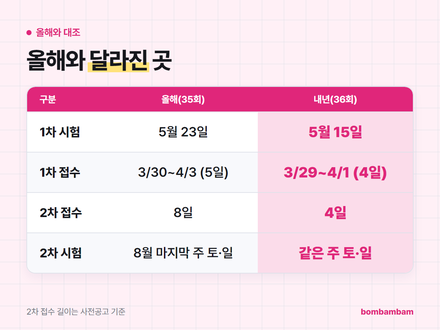 올해와 대조
올해와 달라진 곳
구분 올해(35회) 내년(36회)
1차 시험 5월 23일 5월 15일
1차 접수 3/30~4/3 (5일) 3/29~4/1 (4일)
2차 접수 8일 4일
2차 시험 8월 마지막 주 토·일 같은 주 토·일
2차 접수 길이는 사전공고 기준
bombambam